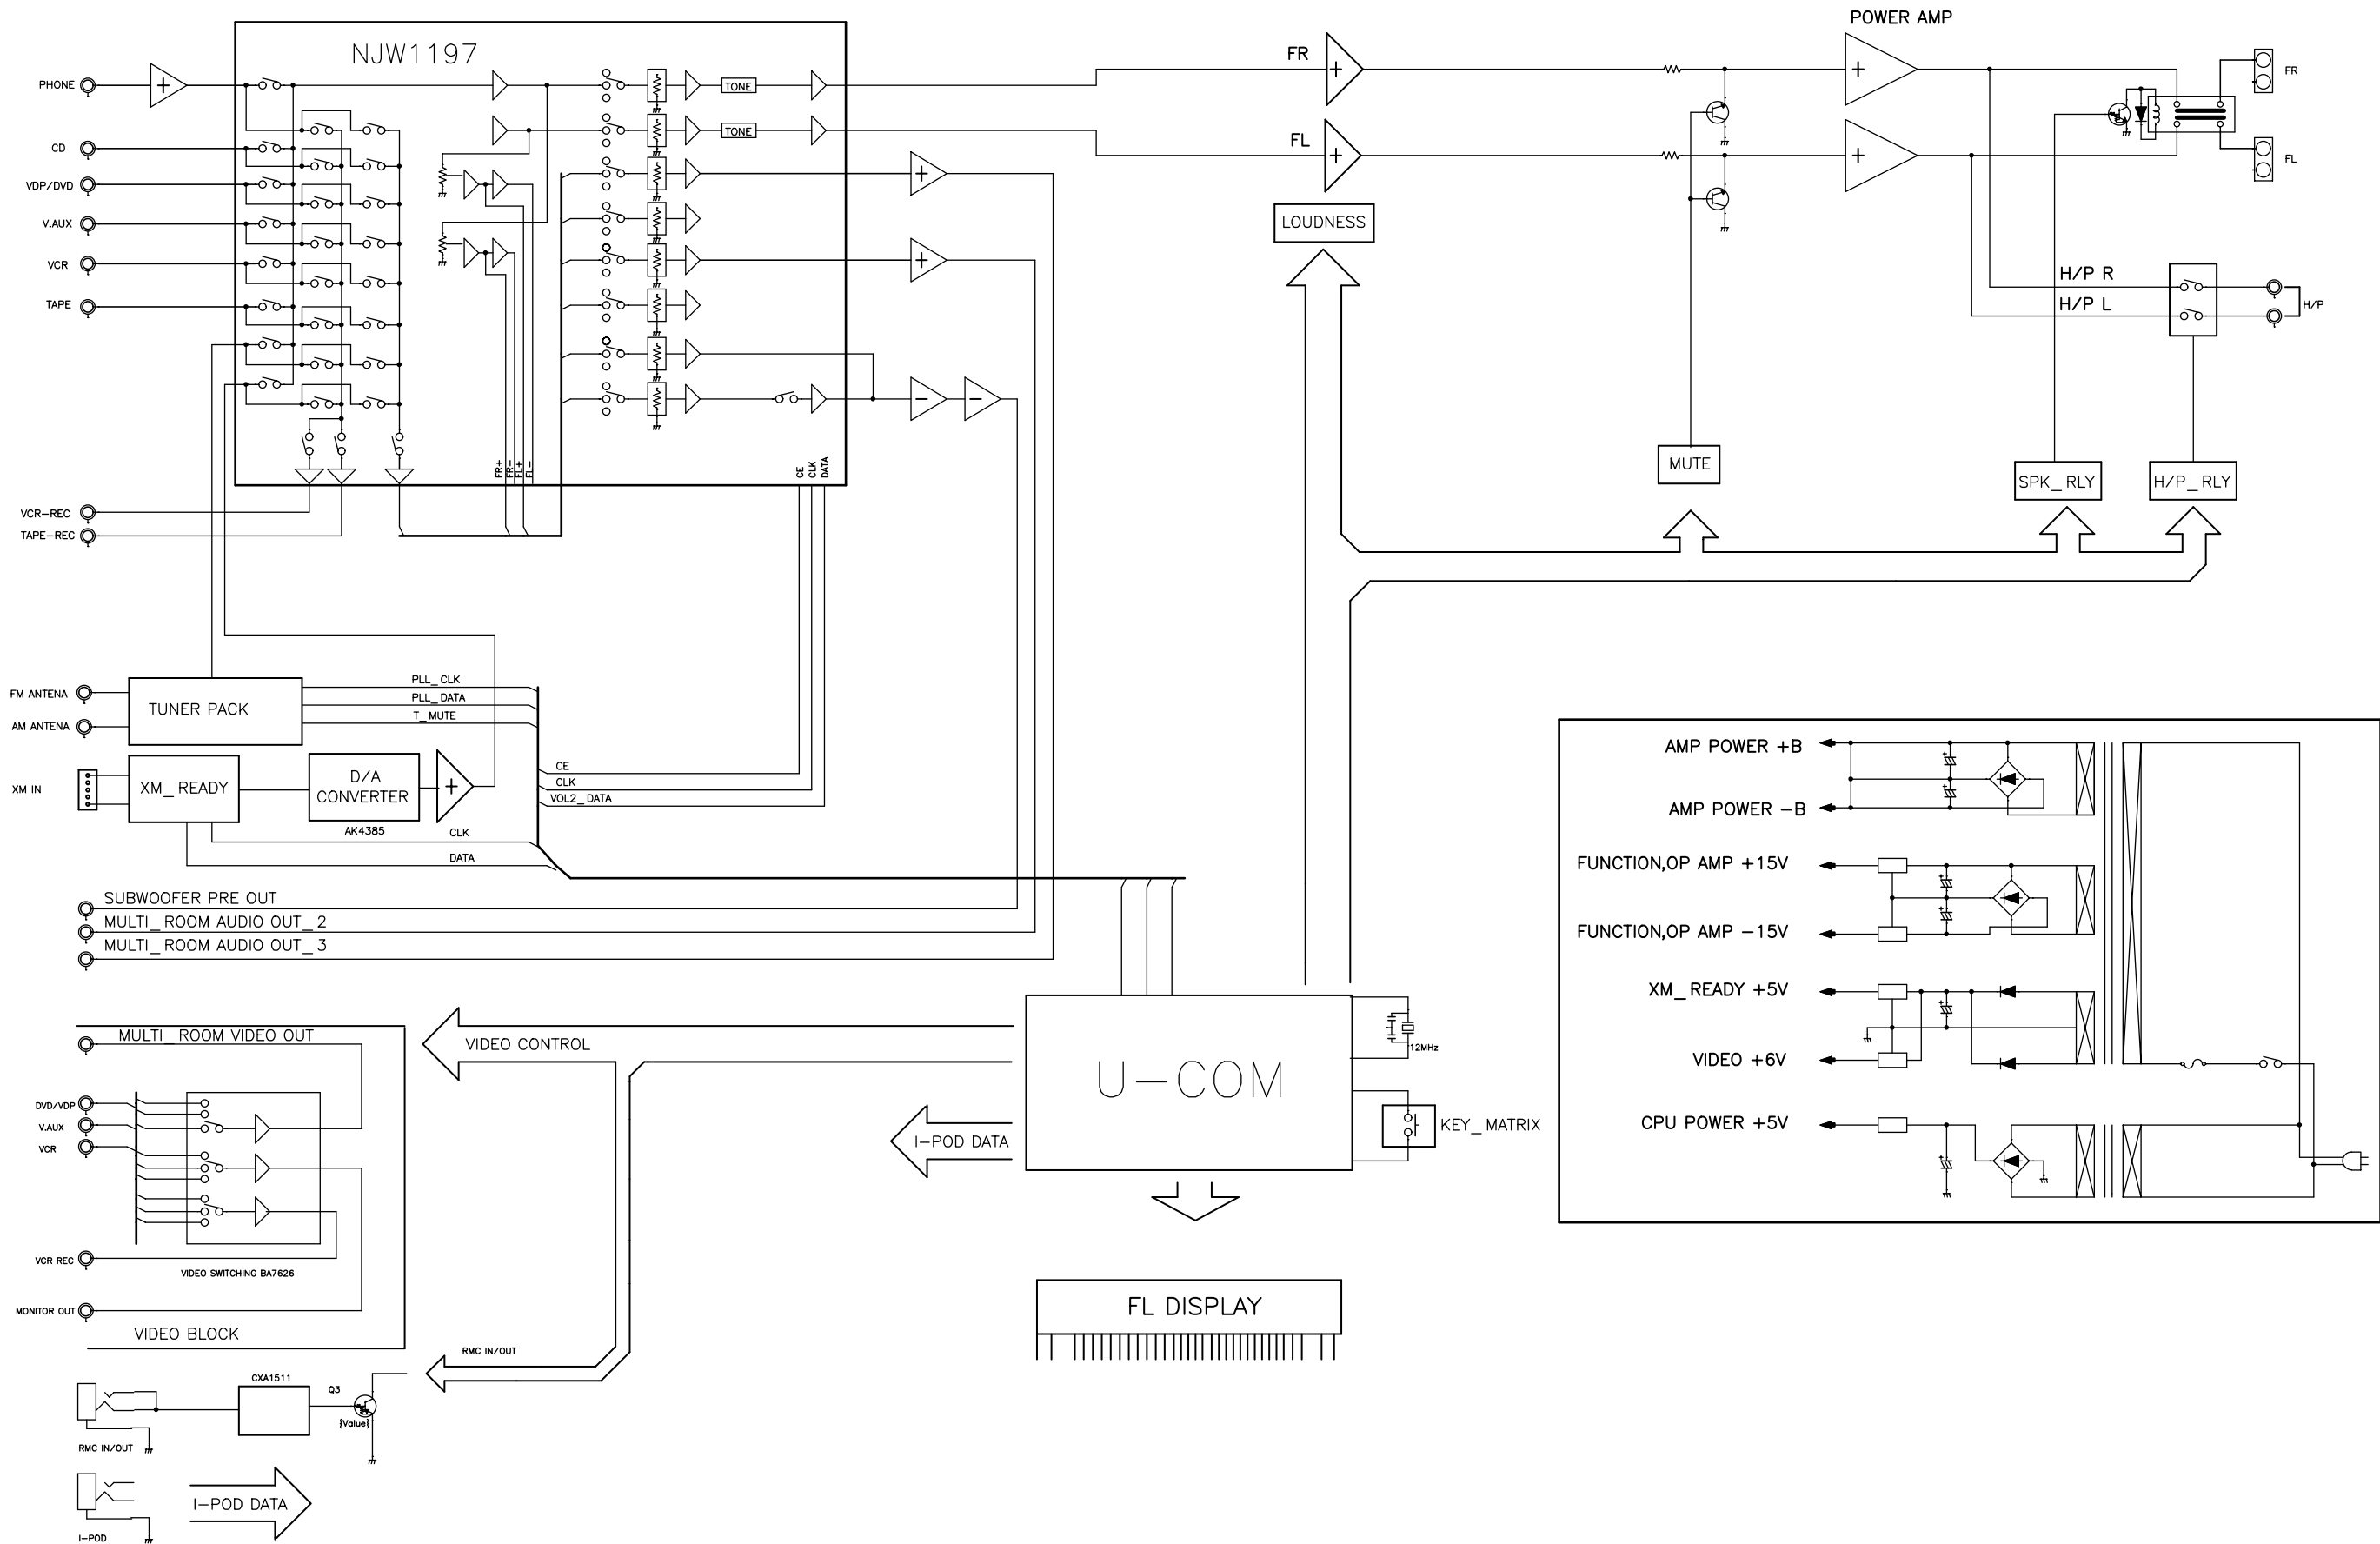 POWER AMP
NJW1197
PHONE
CD
VDP/DVD
V.AUX
VCR
TAPE
TONE
TONE
FR
FL
LOUDNESS
FR
FL
H/P R
H/P L
H/P
MUTE
SPK_RLY
H/P_RLY
FR+
FR-
FL+
FL-
CE
CLK
DATA
VCR-REC
TAPE-REC
FM ANTENA
AM ANTENA
TUNER PACK
PLL_CLK
PLL_DATA
T_MUTE
XM IN
XM_READY
D/A
CONVERTER
AK4385
CE
CLK
VOL2_DATA
CLK
DATA
SUBWOOFER PRE OUT
MULTI_ROOM AUDIO OUT_2
MULTI_ROOM AUDIO OUT_3
AMP POWER +B
AMP POWER -B
FUNCTION,OP AMP +15V
FUNCTION,OP AMP -15V
XM_READY +5V
VIDEO +6V
CPU POWER +5V
MULTI_ROOM VIDEO OUT
VIDEO CONTROL
U-COM
12MHz
KEY_MATRIX
I-POD DATA
DVD/VDP
V.AUX
VCR
VCR REC
VIDEO SWITCHING BA7626
MONITOR OUT
VIDEO BLOCK
FL DISPLAY
RMC IN/OUT
CXA1511
Q3
{Value}
RMC IN/OUT
I-POD DATA
I-POD